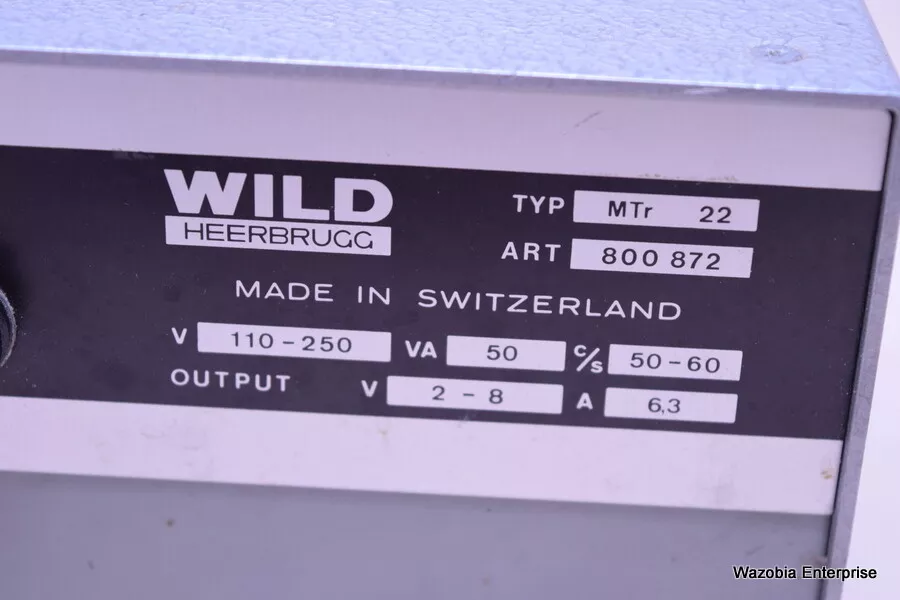 WILD
HEERBRUGG
TYP MTr 22
ART 800 872
MADE IN SWITZERLAND
V 110-250 VA 50 c/s 50-60
OUTPUT V 2-8 A 6,3
Wazobia Enterprise